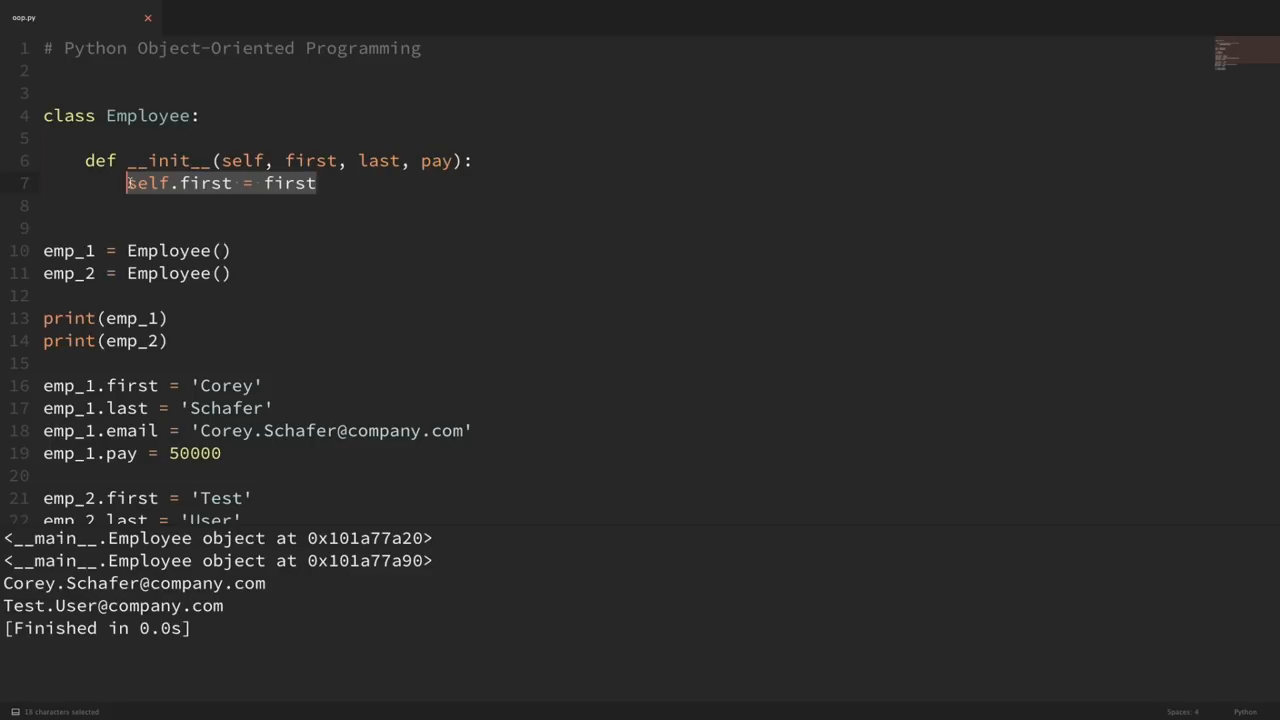 oop.py
1 # Python Object-Oriented Programming
2
3
4 class Employee:
5
6     def __init__(self, first, last, pay):
7         self.first = first
8
9
10 emp_1 = Employee()
11 emp_2 = Employee()
12
13 print(emp_1)
14 print(emp_2)
15
16 emp_1.first = 'Corey'
17 emp_1.last = 'Schafer'
18 emp_1.email = 'Corey.Schafer@company.com'
19 emp_1.pay = 50000
20
21 emp_2.first = 'Test'
22 emp_2.last = 'User'
<__main__.Employee object at 0x101a77a20>
<__main__.Employee object at 0x101a77a90>
Corey.Schafer@company.com
Test.User@company.com
[Finished in 0.0s]
18 characters selected
Spaces: 4
Python